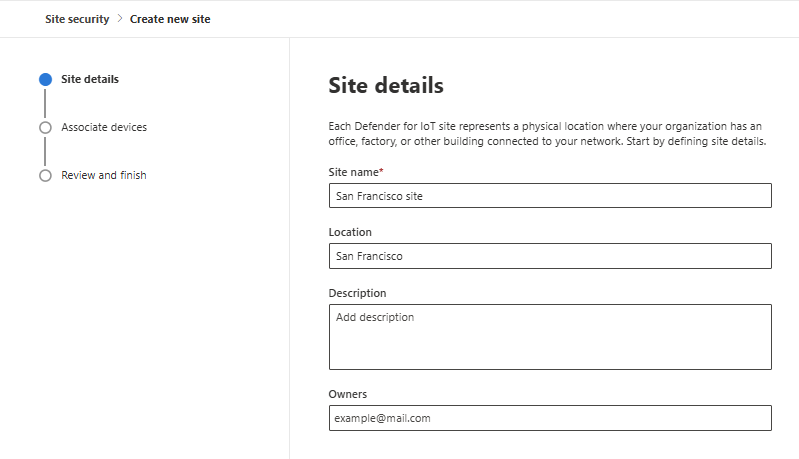 Site security > Create new site
Site details
Associate devices
Review and finish
Site details
Each Defender for IoT site represents a physical location where your organization has an
office, factory, or other building connected to your network. Start by defining site details.
Site name*
San Francisco site
Location
San Francisco
Description
Add description
Owners
example@mail.com